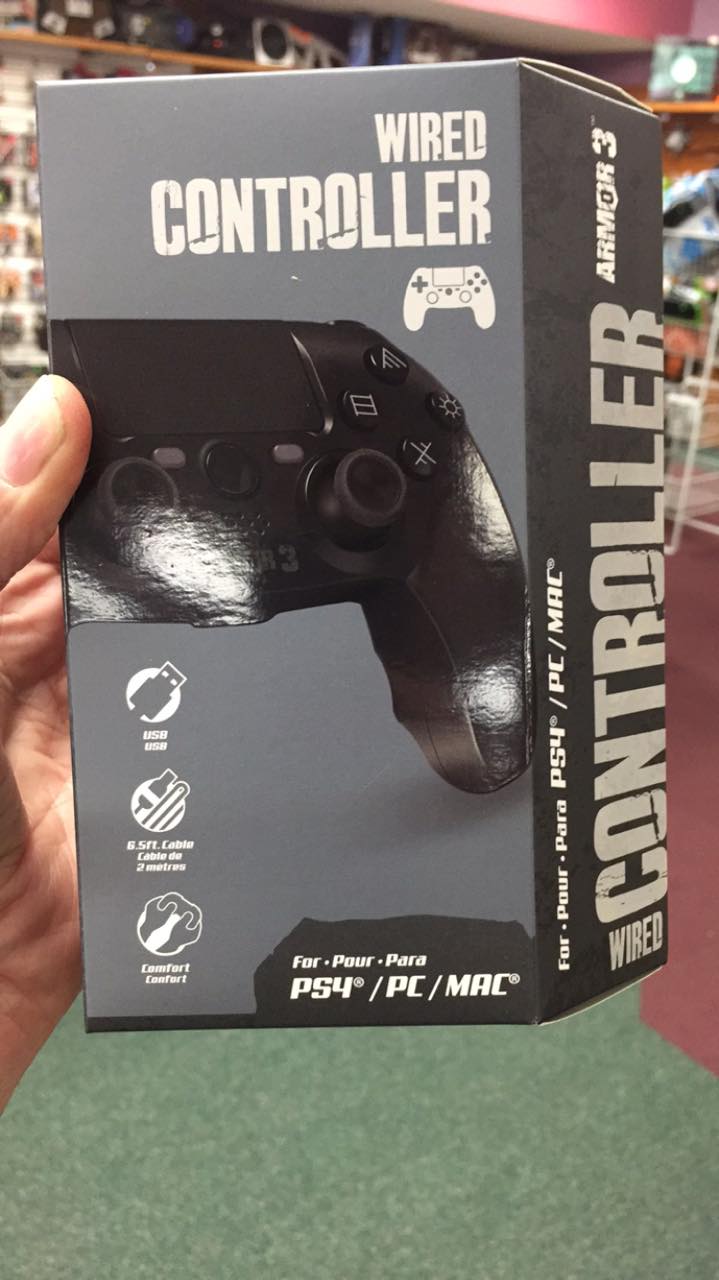 WIRED
CONTROLLER
R 3
USB
USB
6.5ft. Cable
Câble de
2 mètres
Comfort
Confort
For · Pour · Para
PS4® / PC / MAC®
For · Pour · Para PS4® / PC / MAC®
WIRED CONTROLLER
ARMOR 3™